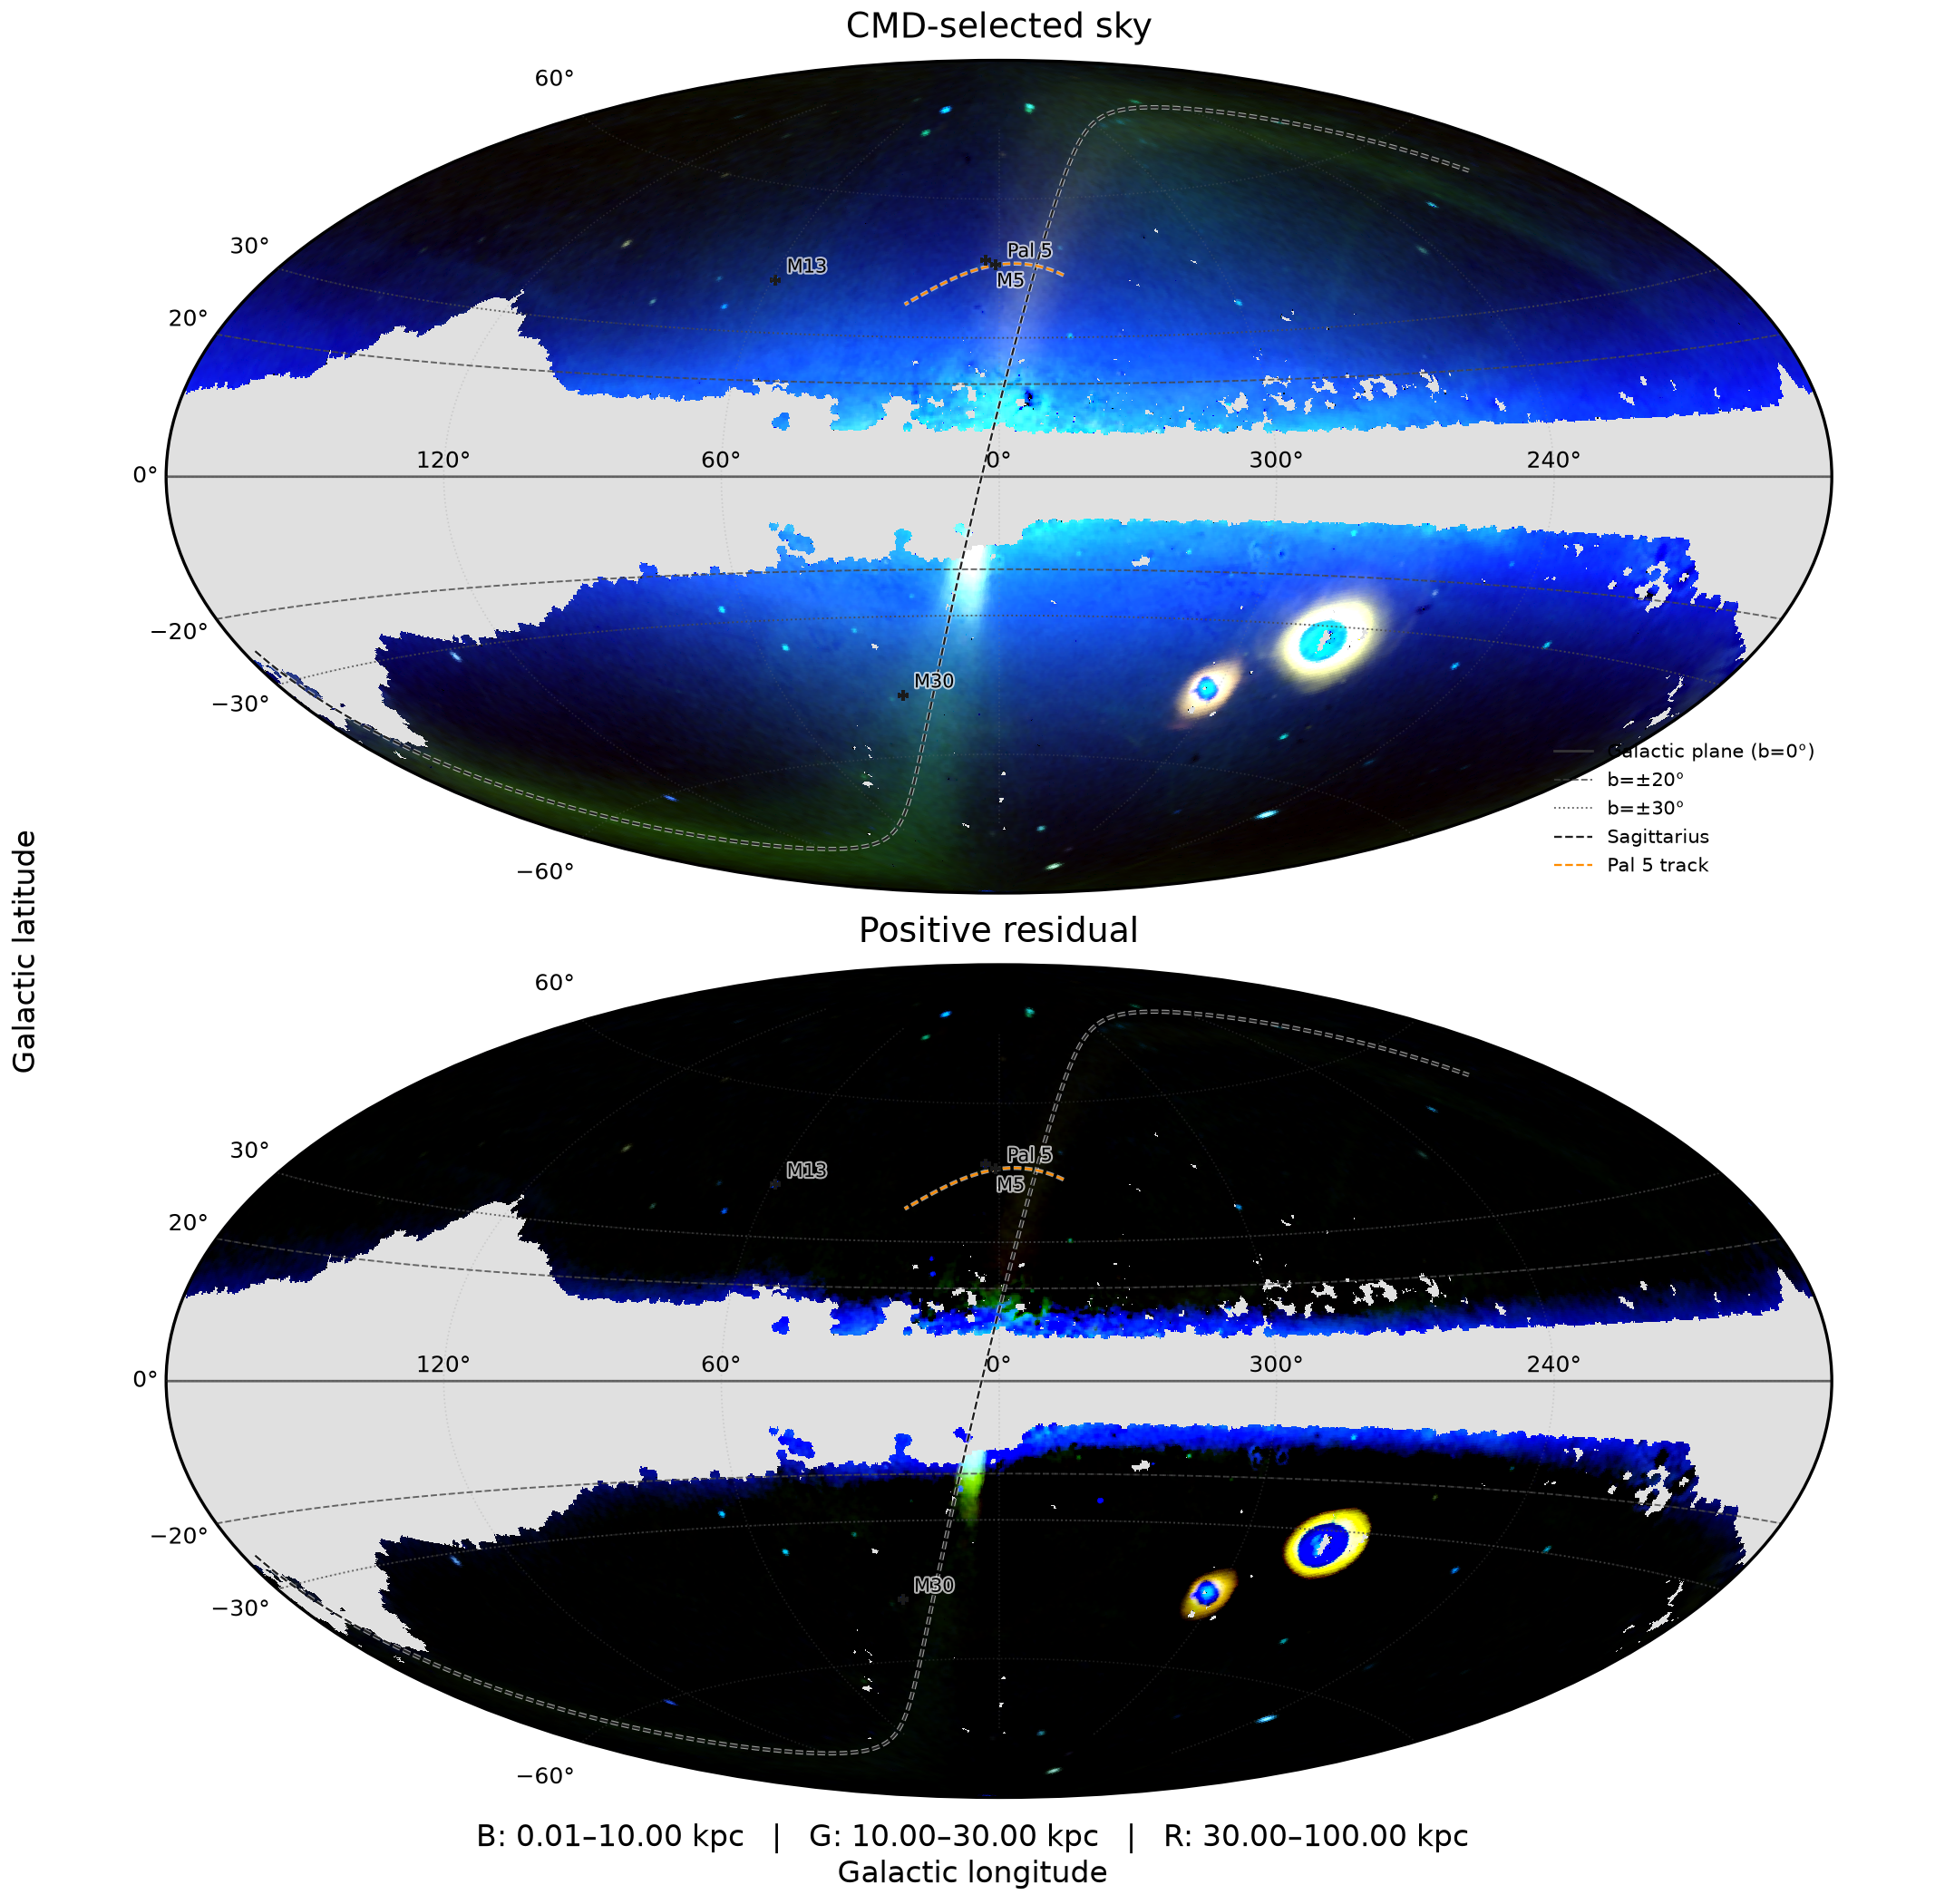 CMD-selected sky
60°
30°
Pal 5
M13
M5
20°
0°
120°
60°
0°
300°
240°
−20°
M30
−30°
Galactic plane (b=0°)
b=±20°
b=±30°
Sagittarius
Pal 5 track
−60°
Galactic latitude
Positive residual
60°
30°
Pal 5
M13
M5
20°
0°
120°
60°
0°
300°
240°
−20°
M30
−30°
−60°
B: 0.01–10.00 kpc | G: 10.00–30.00 kpc | R: 30.00–100.00 kpc
Galactic longitude